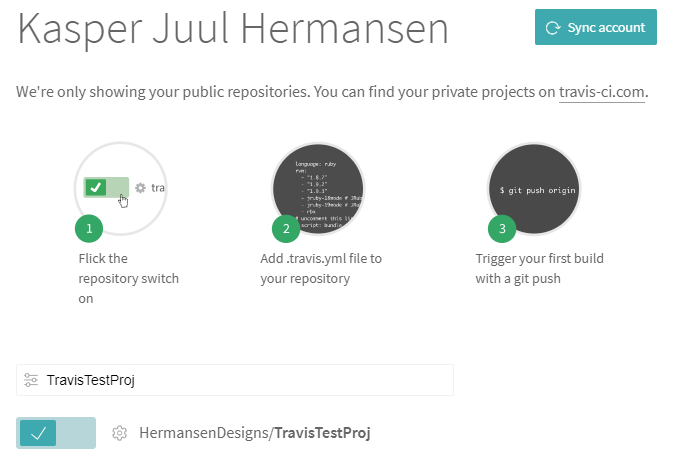 Kasper Juul Hermansen
Sync account
We're only showing your public repositories. You can find your private projects on travis-ci.com.
tra
language: ruby
rvm:
- "1.8.7"
- "1.9.2"
- "1.9.3"
- jruby-18mode # JRu
- jruby-19mode # JRu
- rbx
# uncomment this li
script: bundle
$ git push origin
1
2
3
Flick the
repository switch
on
Add .travis.yml file to
your repository
Trigger your first build
with a git push
TravisTestProj
HermansenDesigns/TravisTestProj